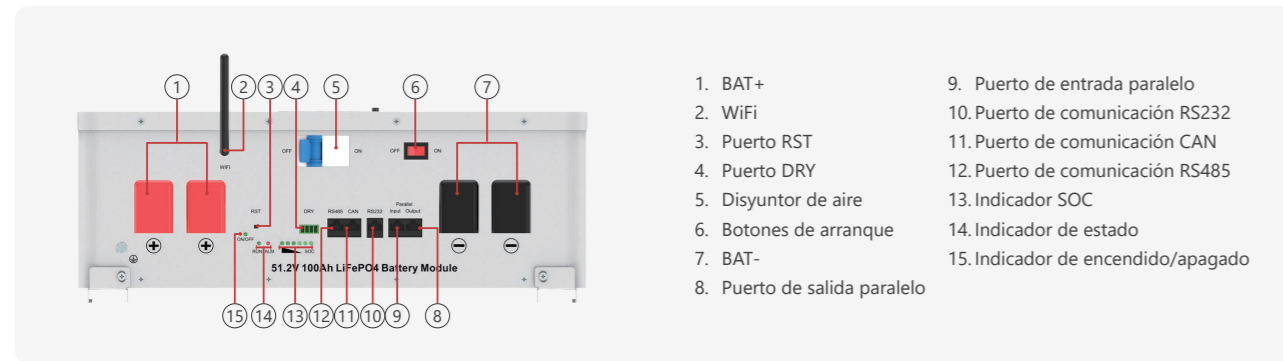 1
2
3
4
5
6
7
WiFi
OFF
ON
OFF
ON
RST
DRY
RS485 CAN RS232
Parallel
Input Output
ON/OFF
RUN ALM
SOC
51.2V 100Ah LiFePO4 Battery Module
15
14
13
12
11
10
9
8
1. BAT+
2. WiFi
3. Puerto RST
4. Puerto DRY
5. Disyuntor de aire
6. Botones de arranque
7. BAT-
8. Puerto de salida paralelo
9. Puerto de entrada paralelo
10. Puerto de comunicación RS232
11. Puerto de comunicación CAN
12. Puerto de comunicación RS485
13. Indicador SOC
14. Indicador de estado
15. Indicador de encendido/apagado